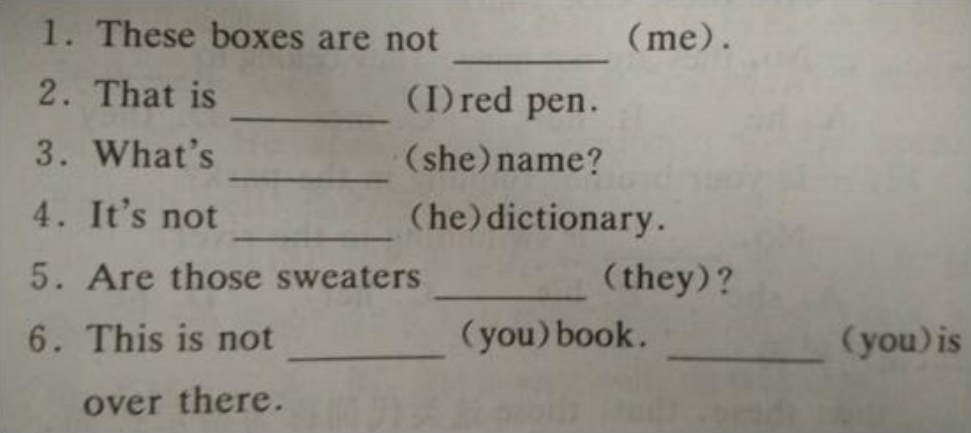 1. These boxes are not ________ (me).
2. That is ________ (I) red pen.
3. What's ________ (she) name?
4. It's not ________ (he) dictionary.
5. Are those sweaters ________ (they)?
6. This is not ________ (you) book. ________ (you) is
over there.